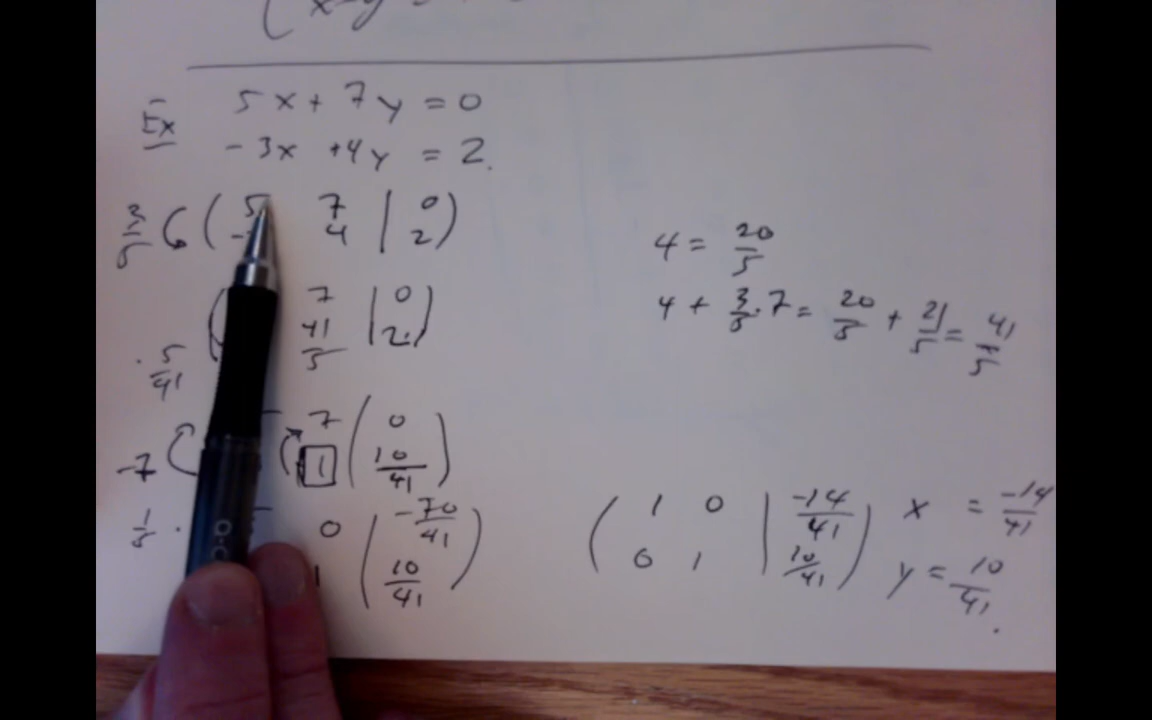 x-y
Ex 5x + 7y = 0
-3x +4y = 2.
3/5 ( 5 7 | 0 )
- 4 | 2 )
7 | 0
41/5 | 2 )
· 5/41
7 ( 0
-7 1 10/41 )
1/5 · 0 ( -70/41
1 10/41 )
4 = 20/5
4 + 3/5 · 7 = 20/5 + 21/5 = 41/5
( 1 0 | -14/41 ) x = -14/41
0 1 | 10/41 ) y = 10/41 .